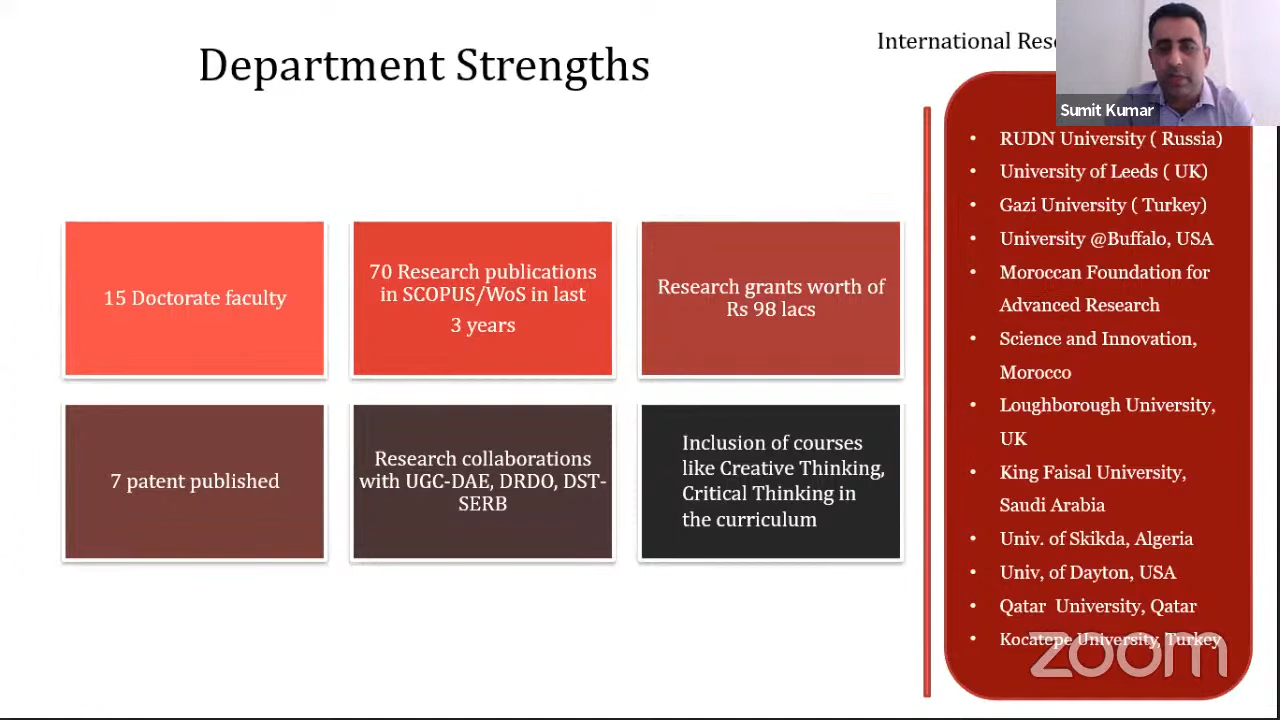 Department Strengths
15 Doctorate faculty
70 Research publications
in SCOPUS/WoS in last
3 years
Research grants worth of
Rs 98 lacs
7 patent published
Research collaborations
with UGC-DAE, DRDO, DST-
SERB
Inclusion of courses
like Creative Thinking,
Critical Thinking in
the curriculum
International
Sumit Kumar
• RUDN University ( Russia)
• University of Leeds ( UK)
• Gazi University ( Turkey)
• University @Buffalo, USA
• Moroccan Foundation for
Advanced Research
• Science and Innovation,
Morocco
• Loughborough University,
UK
• King Faisal University,
Saudi Arabia
• Univ. of Skikda, Algeria
• Univ, of Dayton, USA
• Qatar University, Qatar
• Kocatepe University, Turkey
zoom